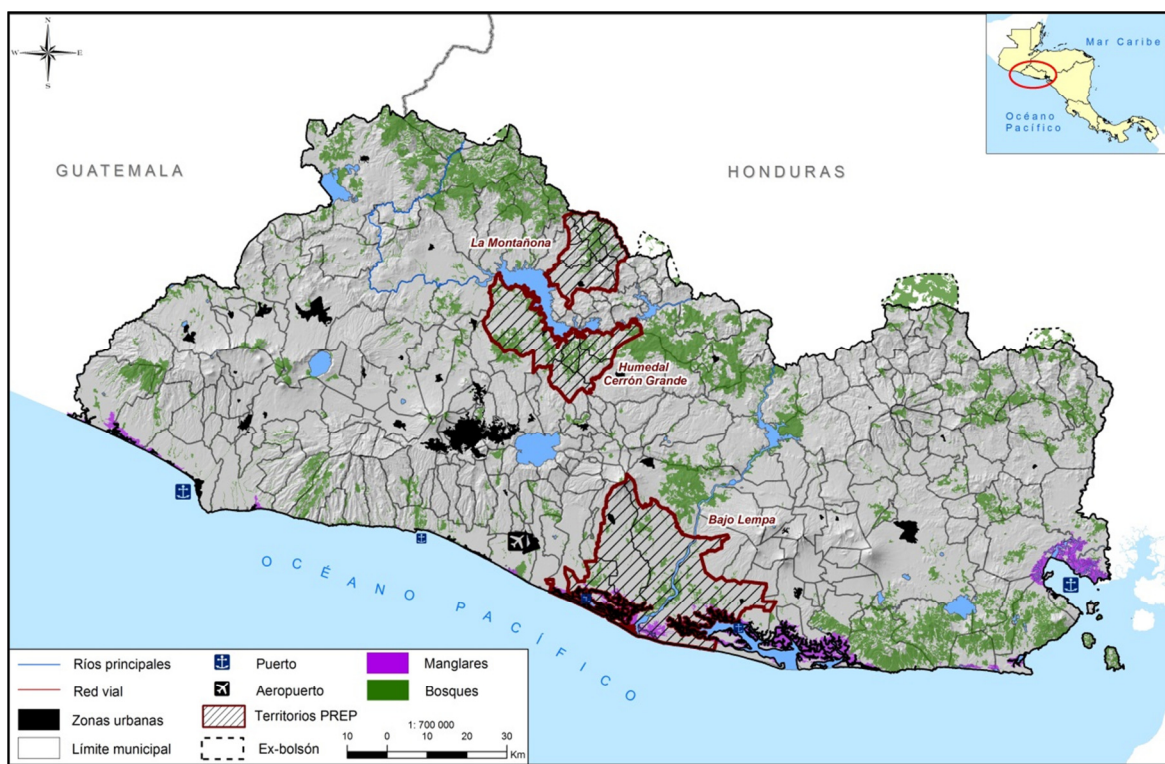 N
W
E
S
Mar Caribe
Océano
Pacífico
GUATEMALA
HONDURAS
La Montañona
Humedal
Cerrón Grande
Bajo Lempa
OCÉANO PACÍFICO
Ríos principales
Puerto
Manglares
Red vial
Aeropuerto
Bosques
Zonas urbanas
Territorios PREP
Límite municipal
Ex-bolsón
1: 700 000
10 0 10 20 30
Km